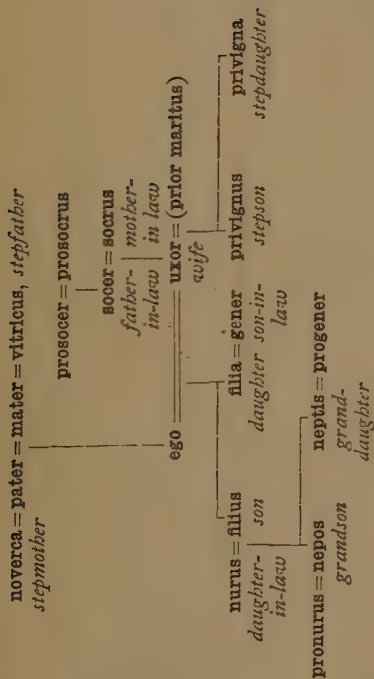 noverca = pater = mater = vitricus, stepfather
stepmother
prosocer = prosocrus
socer = socrus
father- mother-
in-law in law
ego = uxor = (prior maritus)
wife
nurus = filius filia = gener privignus privigna
daughter- son daughter son-in- stepson stepdaughter
in-law law
pronurus = nepos neptis = progener
grandson grand-
daughter